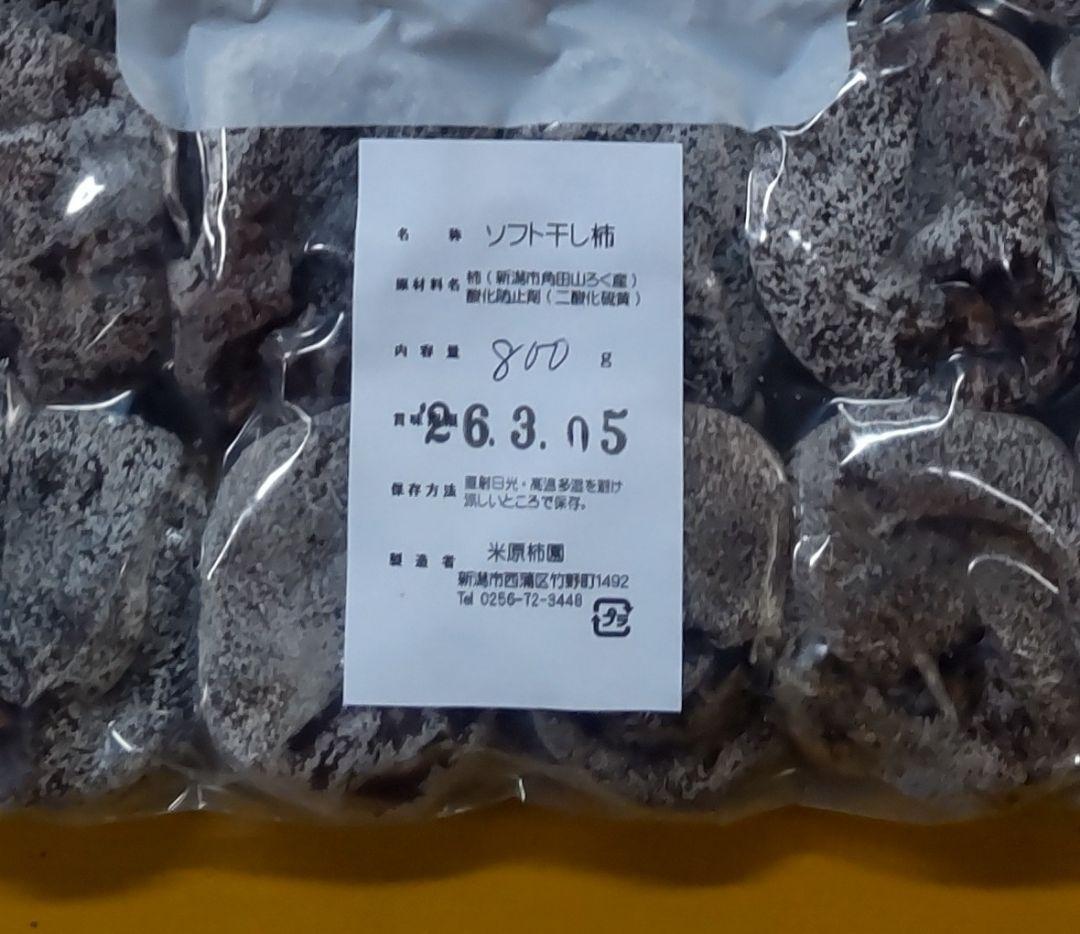 名称 ソフト干し柿
原材料名 柿（新潟市角田山ろく産）
酸化防止剤（二酸化硫黄）
内容量 800 g
賞味期限 '26.3.05
保存方法 直射日光・高温多湿を避け
涼しいところで保存。
製造者 米原柿園
新潟市西蒲区竹野町1492
Tel 0256-72-3448
プラ